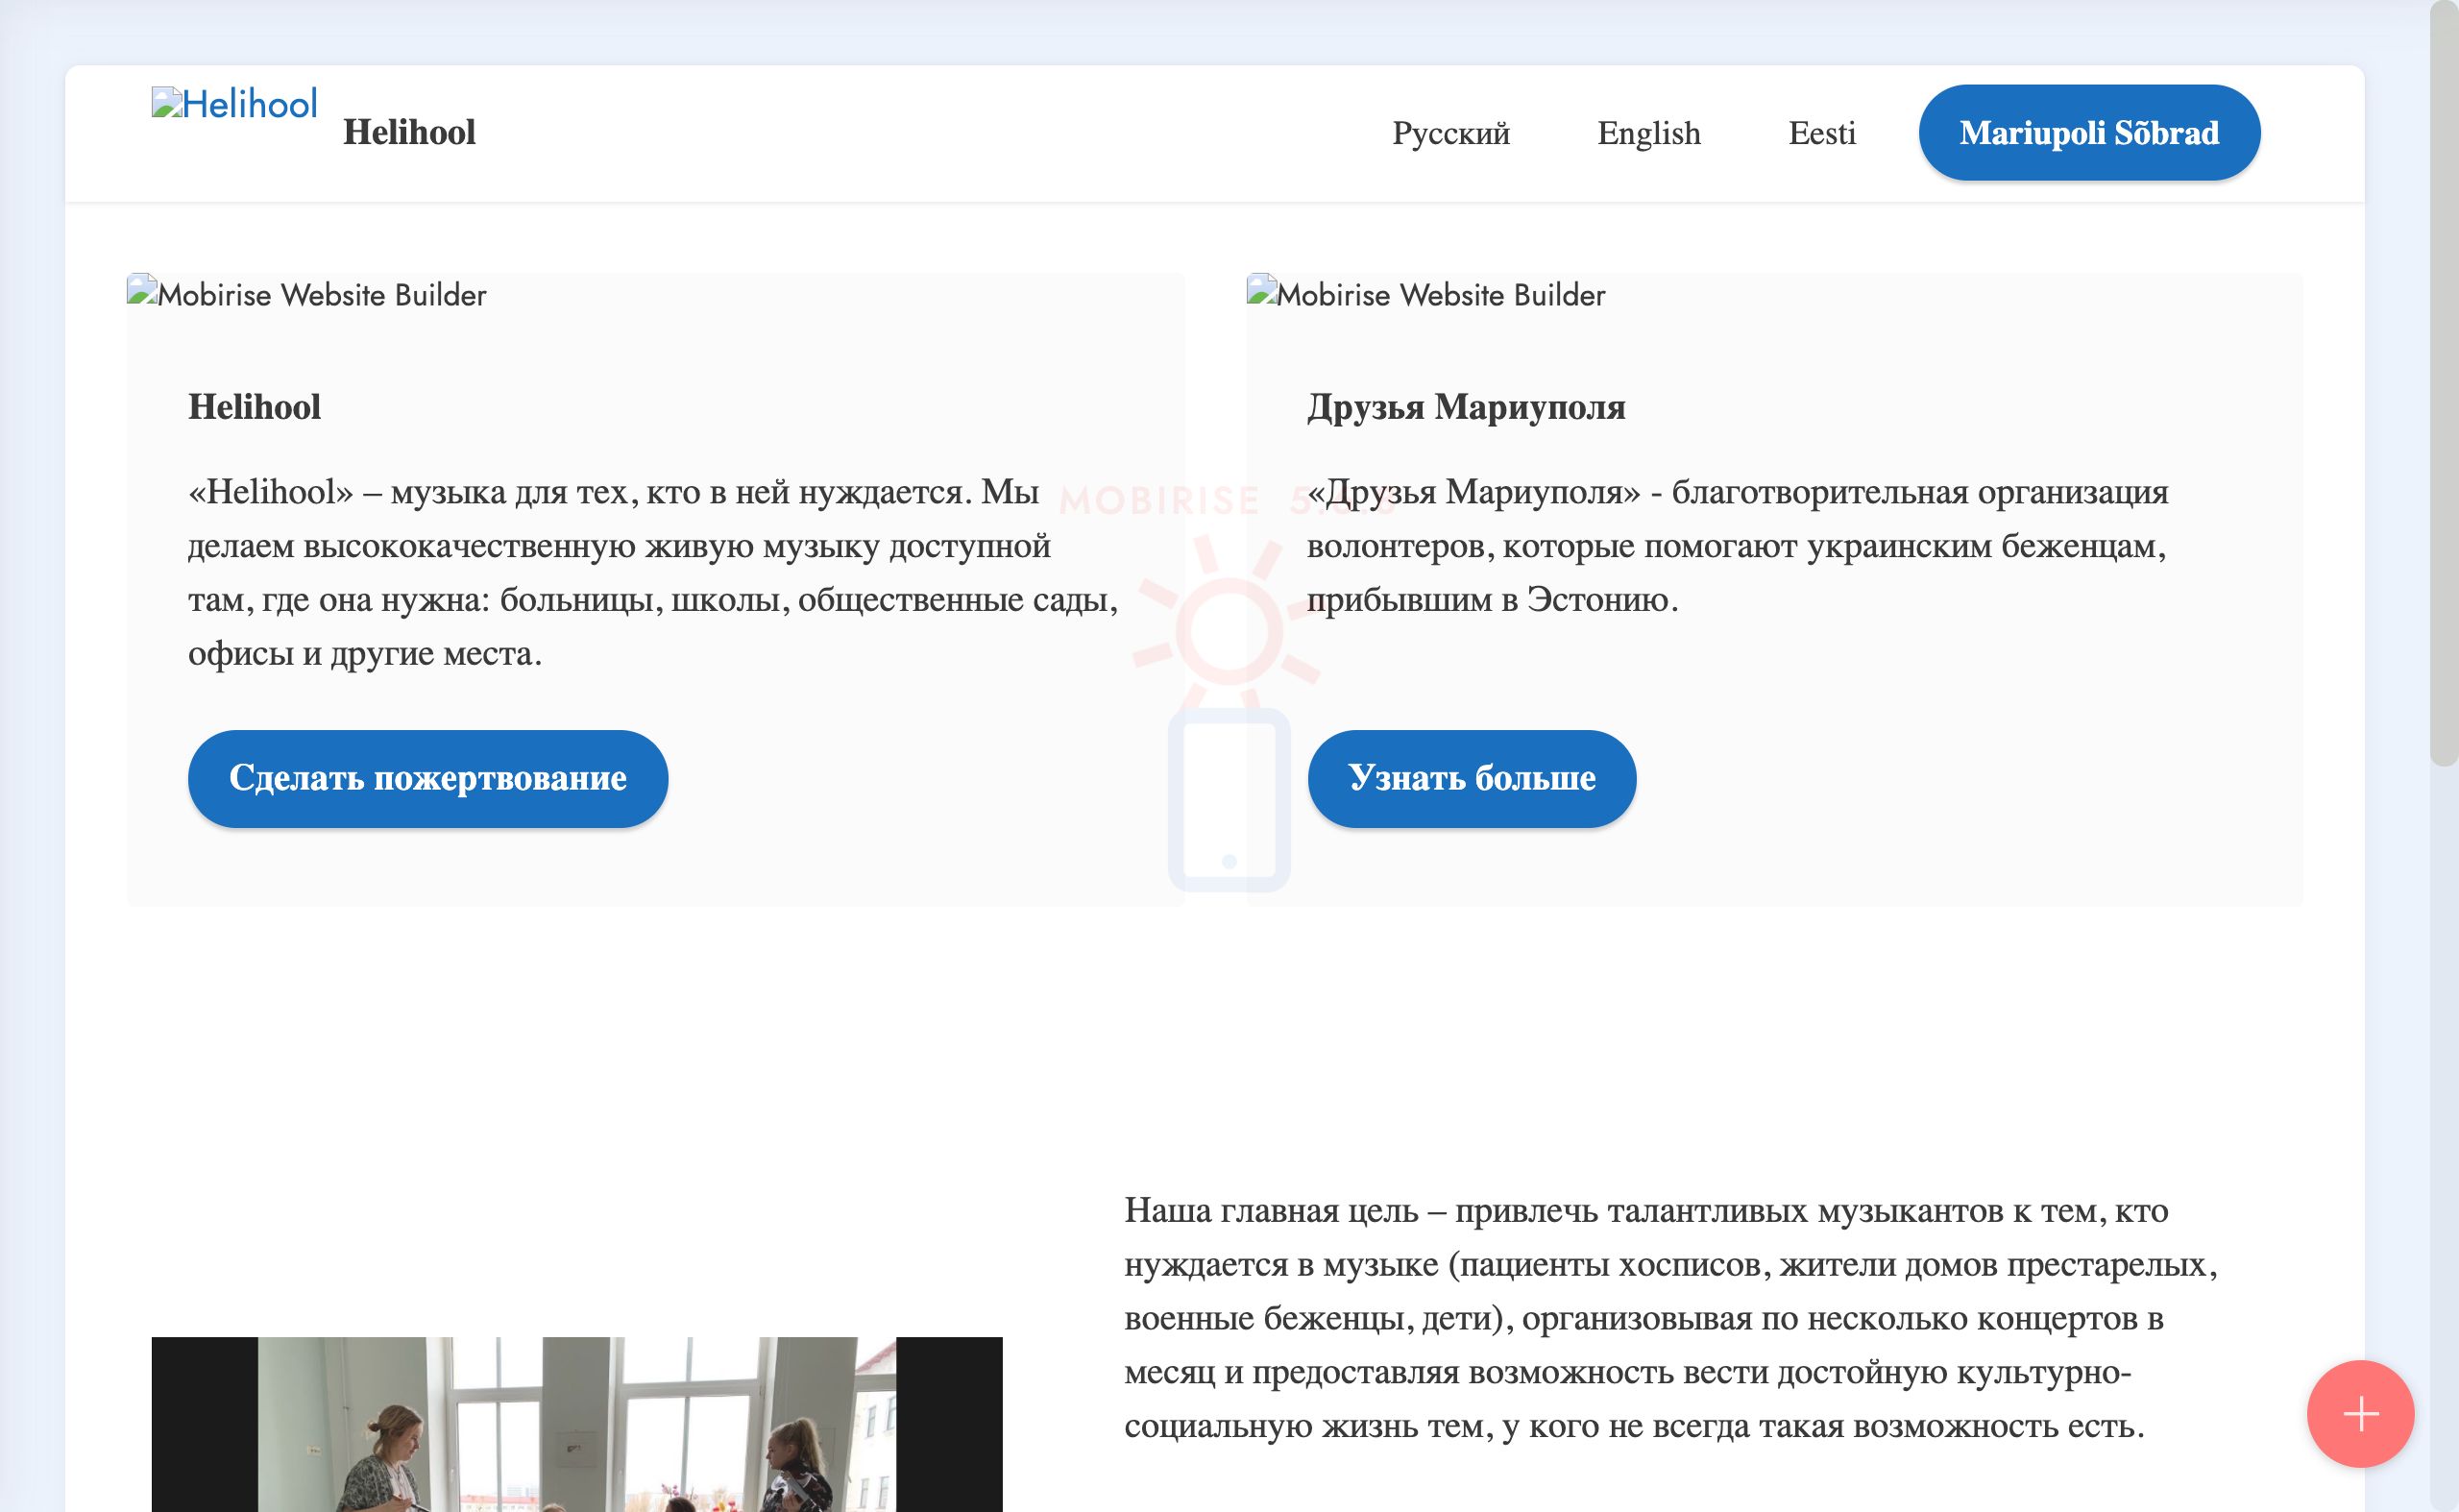 Helihool
Helihool
Русский
English
Eesti
Mariupoli Sõbrad
Mobirise Website Builder
Helihool
«Helihool» – музыка для тех, кто в ней нуждается. Мы
делаем высококачественную живую музыку доступной
там, где она нужна: больницы, школы, общественные сады,
офисы и другие места.
Сделать пожертвование
Mobirise Website Builder
Друзья Мариуполя
«Друзья Мариуполя» - благотворительная организация
волонтеров, которые помогают украинским беженцам,
прибывшим в Эстонию.
Узнать больше
MOBIRISE
Наша главная цель – привлечь талантливых музыкантов к тем, кто
нуждается в музыке (пациенты хосписов, жители домов престарелых,
военные беженцы, дети), организовывая по несколько концертов в
месяц и предоставляя возможность вести достойную культурно-
социальную жизнь тем, у кого не всегда такая возможность есть.